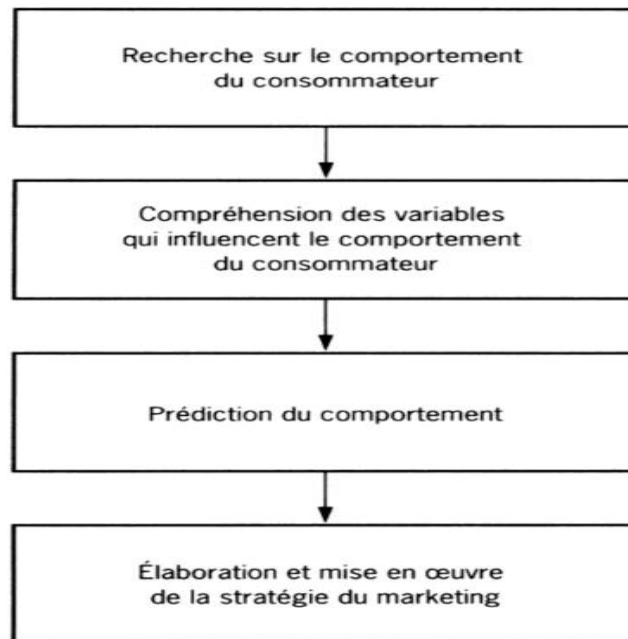 Recherche sur le comportement
du consommateur
Compréhension des variables
qui influencent le comportement
du consommateur
Prédiction du comportement
Élaboration et mise en œuvre
de la stratégie du marketing